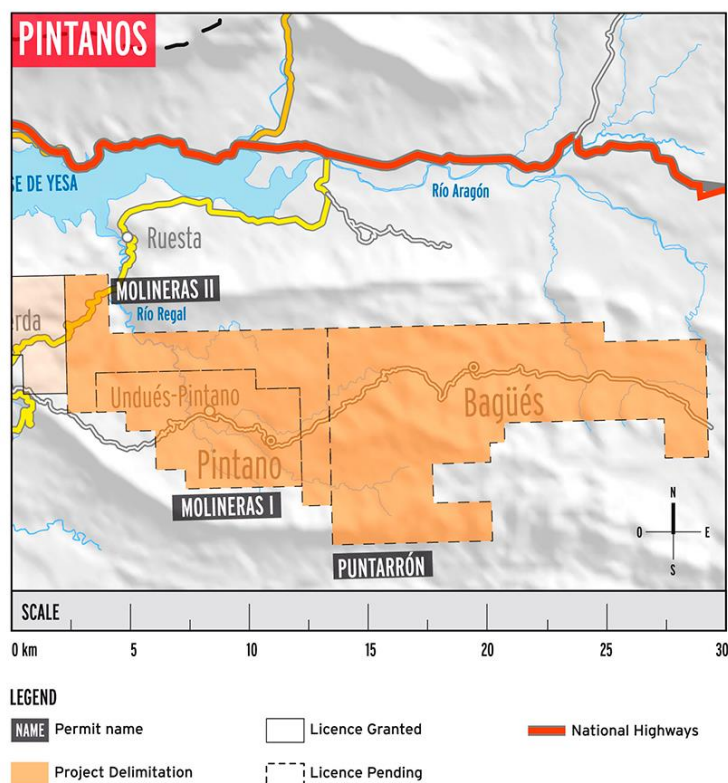 PINTANOS
SE DE YESA
Río Aragón
Ruesta
MOLINERAS II
Río Regal
erda
Undués-Pintano
Bagüés
Pintano
MOLINERAS I
PUNTARRÓN
N
O
E
S
SCALE
0 km 5 10 15 20 25 30
LEGEND
NAME Permit name
Licence Granted
National Highways
Project Delimitation
Licence Pending